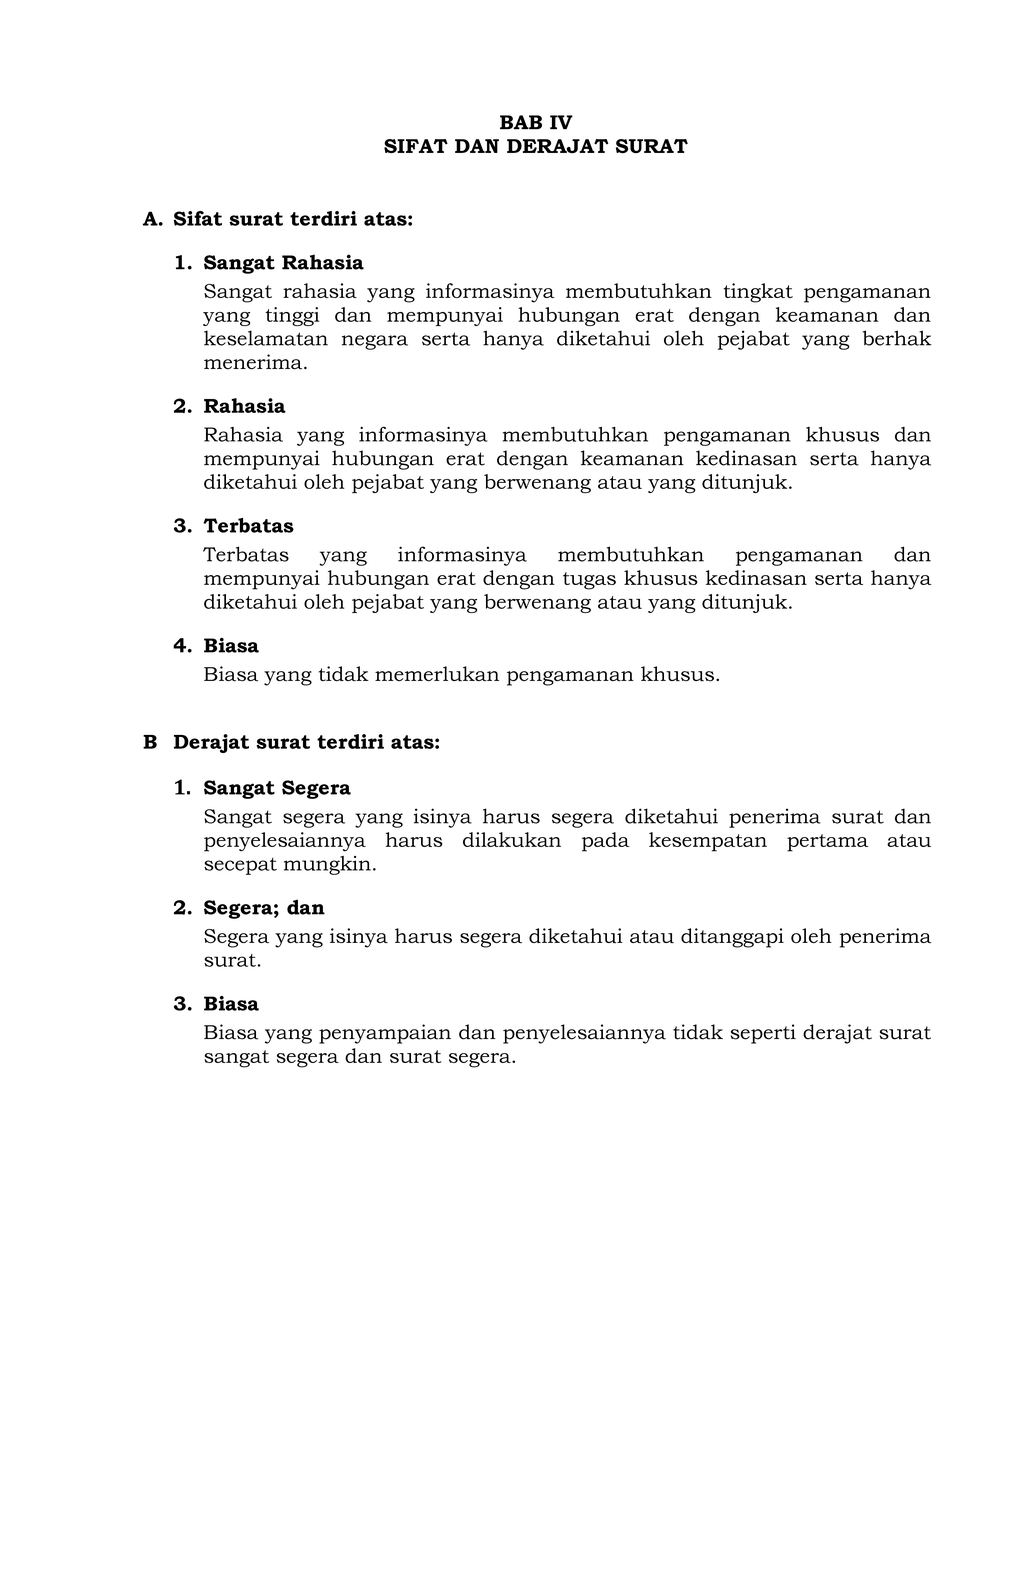 BAB IV
SIFAT DAN DERAJAT SURAT
A. Sifat surat terdiri atas:
1. Sangat Rahasia
Sangat rahasia yang informasinya membutuhkan tingkat pengamanan
yang tinggi dan mempunyai hubungan erat dengan keamanan dan
keselamatan negara serta hanya diketahui oleh pejabat yang berhak
menerima.
2. Rahasia
Rahasia yang informasinya membutuhkan pengamanan khusus dan
mempunyai hubungan erat dengan keamanan kedinasan serta hanya
diketahui oleh pejabat yang berwenang atau yang ditunjuk.
3. Terbatas
Terbatas yang informasinya membutuhkan pengamanan dan
mempunyai hubungan erat dengan tugas khusus kedinasan serta hanya
diketahui oleh pejabat yang berwenang atau yang ditunjuk.
4. Biasa
Biasa yang tidak memerlukan pengamanan khusus.
B Derajat surat terdiri atas:
1. Sangat Segera
Sangat segera yang isinya harus segera diketahui penerima surat dan
penyelesaiannya harus dilakukan pada kesempatan pertama atau
secepat mungkin.
2. Segera; dan
Segera yang isinya harus segera diketahui atau ditanggapi oleh penerima
surat.
3. Biasa
Biasa yang penyampaian dan penyelesaiannya tidak seperti derajat surat
sangat segera dan surat segera.